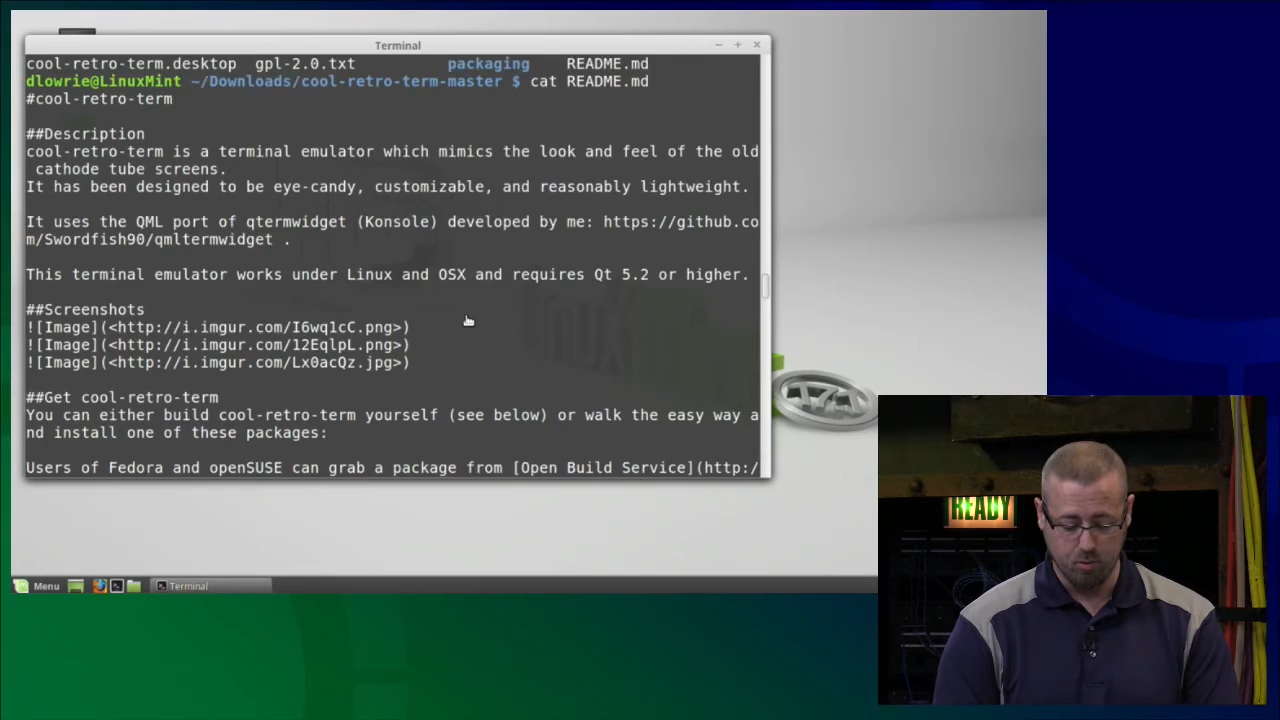 Terminal
cool-retro-term.desktop gpl-2.0.txt packaging README.md
dlowrie@LinuxMint ~/Downloads/cool-retro-term-master $ cat README.md
#cool-retro-term
##Description
cool-retro-term is a terminal emulator which mimics the look and feel of the old
cathode tube screens.
It has been designed to be eye-candy, customizable, and reasonably lightweight.
It uses the QML port of qtermwidget (Konsole) developed by me: https://github.co
m/Swordfish90/qmltermwidget .
This terminal emulator works under Linux and OSX and requires Qt 5.2 or higher.
##Screenshots
![Image](<http://i.imgur.com/I6wq1cC.png>)
![Image](<http://i.imgur.com/12EqlpL.png>)
![Image](<http://i.imgur.com/Lx0acQz.jpg>)
##Get cool-retro-term
You can either build cool-retro-term yourself (see below) or walk the easy way a
nd install one of these packages:
Users of Fedora and openSUSE can grab a package from [Open Build Service](http:/
17.1
READY
Menu
Terminal